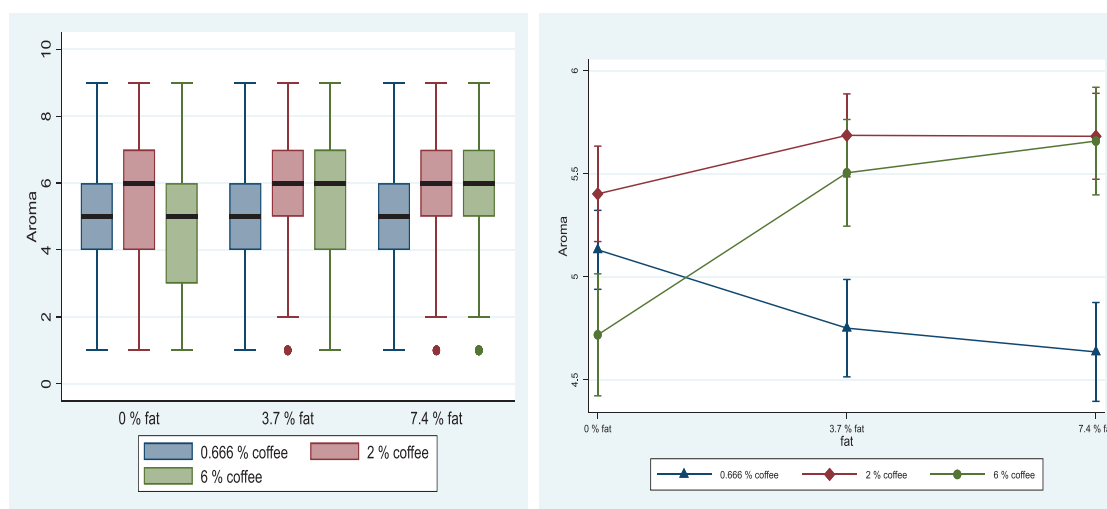 10
8
6
4
2
0
Aroma
0 % fat 3.7 % fat 7.4 % fat
0.666 % coffee 2 % coffee
6 % coffee
6
5.5
5
4.5
Aroma
0 % fat 3.7 % fat 7.4 % fa
fat
0.666 % coffee 2 % coffee 6 % coffee